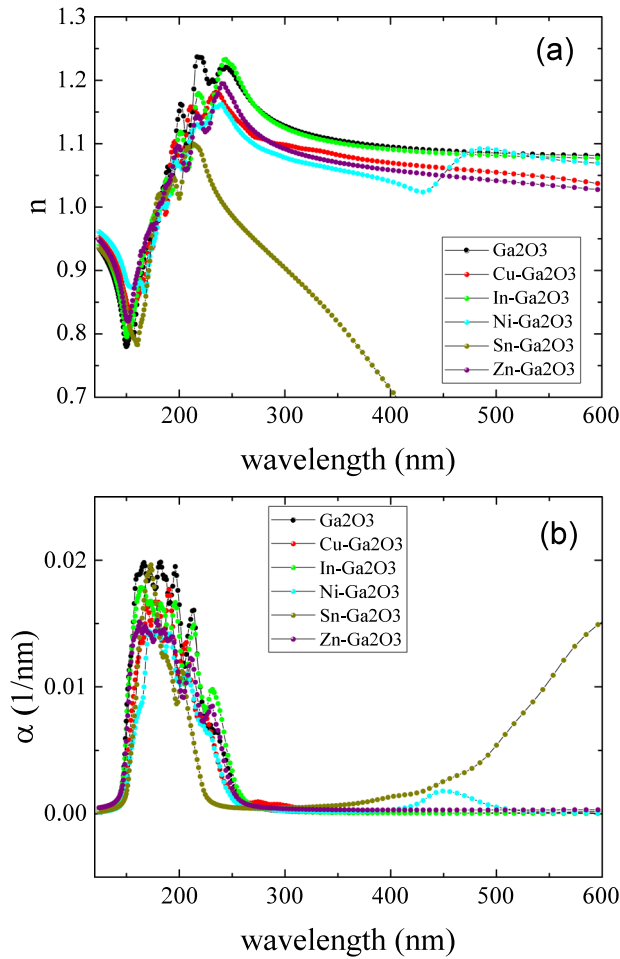 (a)
1.3
1.2
1.1
1.0
0.9
0.8
0.7
n
Ga2O3
Cu-Ga2O3
In-Ga2O3
Ni-Ga2O3
Sn-Ga2O3
Zn-Ga2O3
200 300 400 500 600
wavelength (nm)
(b)
Ga2O3
Cu-Ga2O3
In-Ga2O3
Ni-Ga2O3
Sn-Ga2O3
Zn-Ga2O3
0.02
0.01
0.00
α (1/nm)
200 300 400 500 600
wavelength (nm)